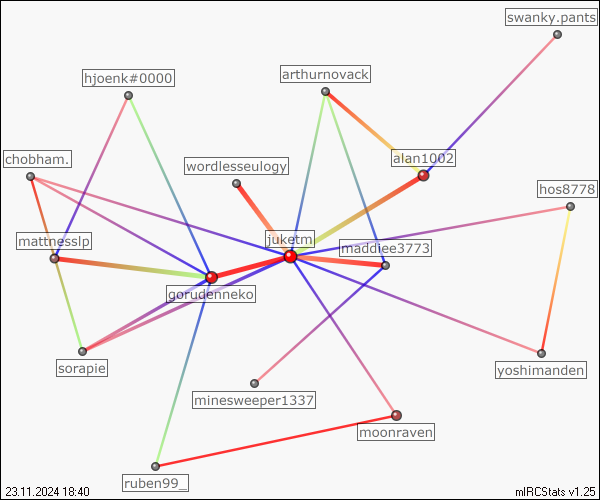 swanky.pants
hjoenk#0000
arthurnovack
chobham.
wordlesseulogy
alan1002
hos8778
mattnesslp
juketm
maddiee3773
gorudenneko
sorapie
yoshimanden
minesweeper1337
moonraven
ruben99_
23.11.2024 18:40
mIRCStats v1.25